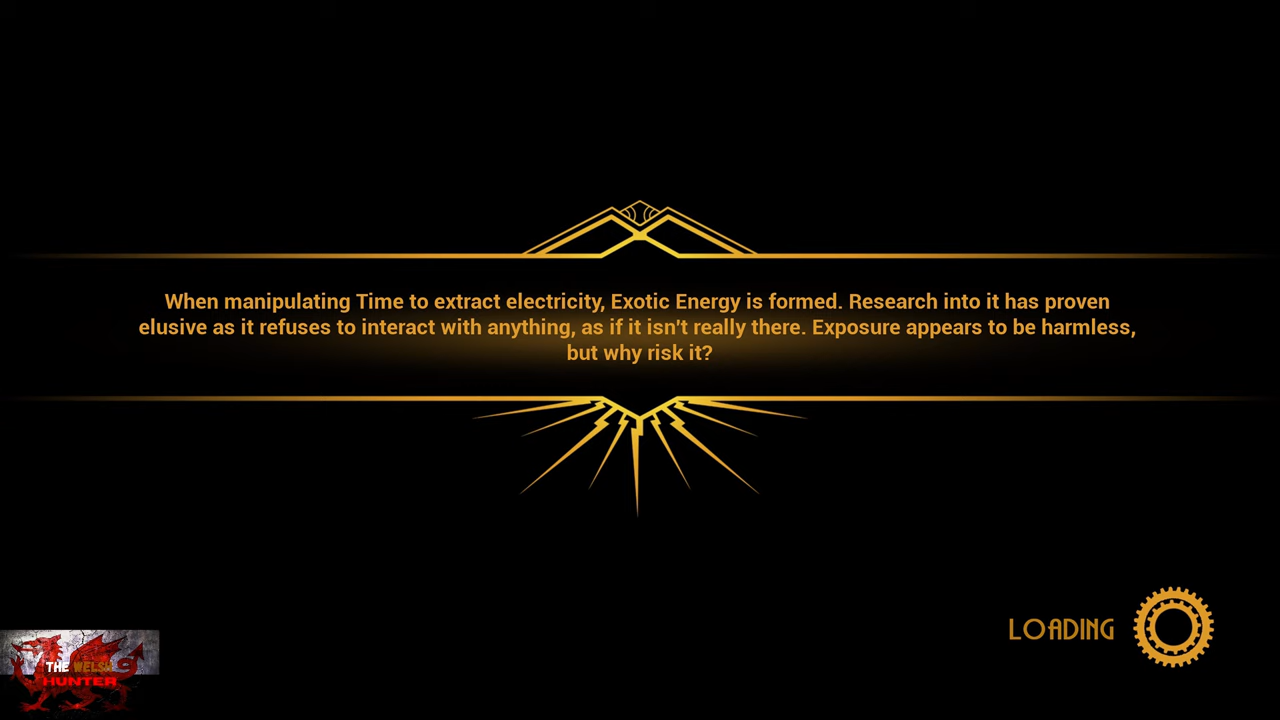 When manipulating Time to extract electricity, Exotic Energy is formed. Research into it has proven
elusive as it refuses to interact with anything, as if it isn't really there. Exposure appears to be harmless,
but why risk it?
LOADING
THE WELSH
HUNTER